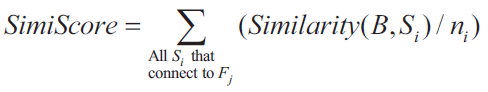 SimiScore = ∑ (Similarity(B,S_i)/ n_i)
All S_i that
connect to F_j